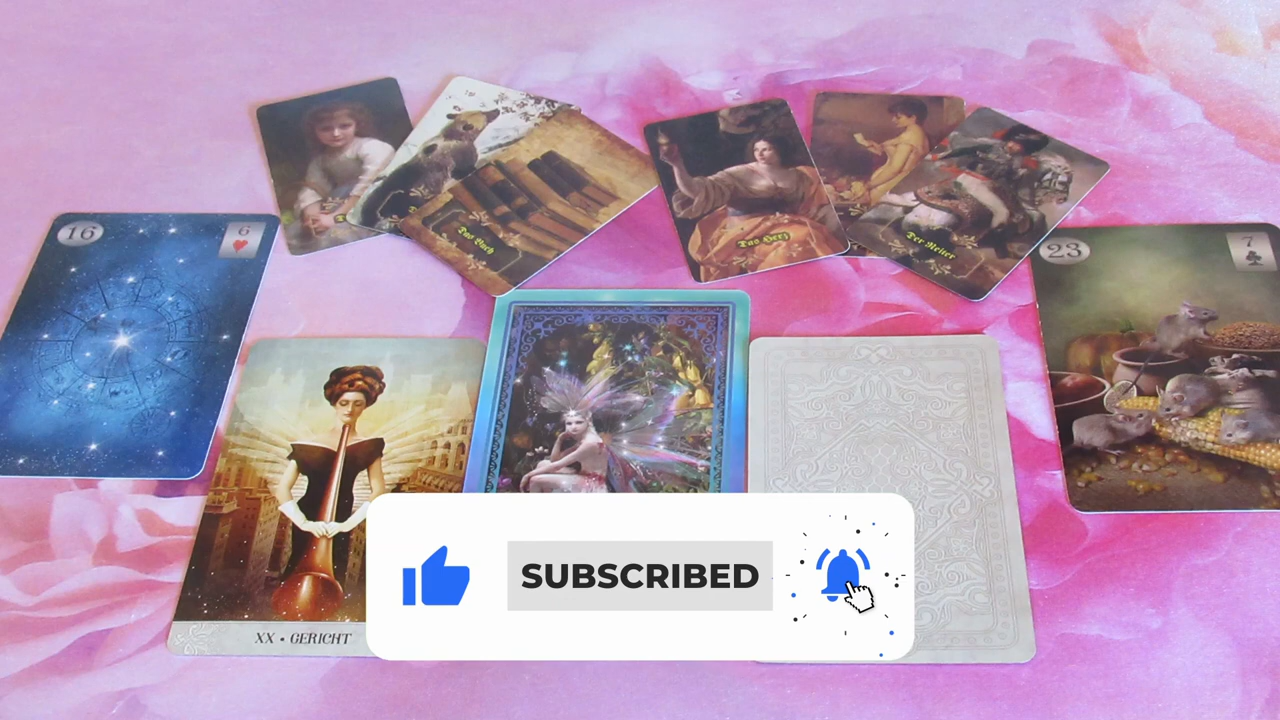 Das Buch
Das Herz
Der Reiter
16
6
23
7
XX • GERICHT
SUBSCRIBED